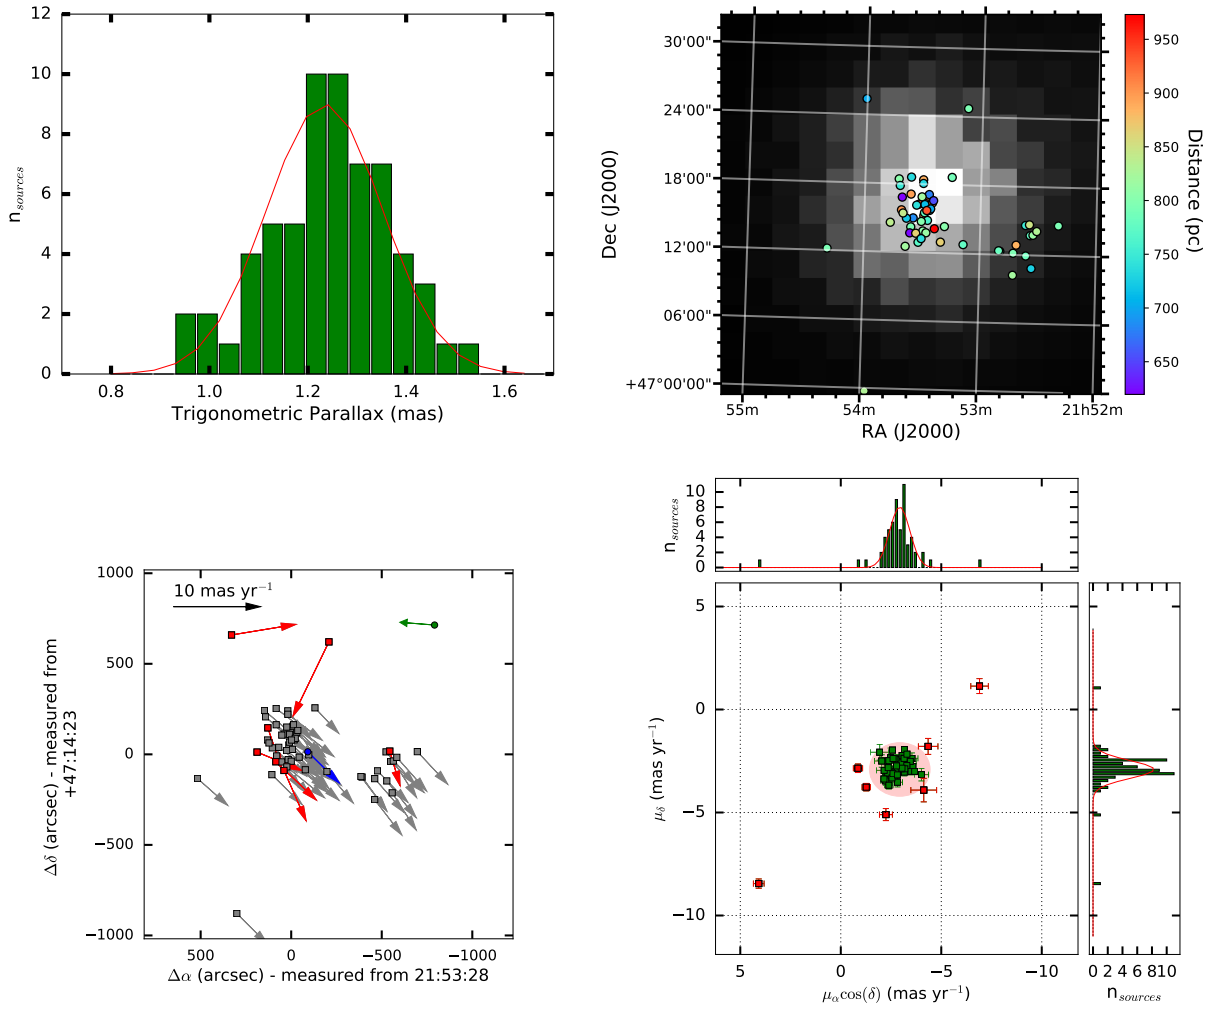 12
10
8
6
4
2
0
n_sources
0.8 1.0 1.2 1.4 1.6
Trigonometric Parallax (mas)
30'00"
24'00"
18'00"
12'00"
06'00"
+47°00'00"
Dec (J2000)
55m 54m 53m 21h52m
RA (J2000)
950
900
850
800
750
700
650
Distance (pc)
1000
500
0
−500
−1000
Δδ (arcsec) - measured from
+47:14:23
10 mas yr⁻¹
500 0 −500 −1000
Δα (arcsec) - measured from 21:53:28
10
8
6
4
2
0
n_sources
5
0
−5
−10
μ_δ (mas yr⁻¹)
5 0 −5 −10
μ_α cos(δ) (mas yr⁻¹)
0 2 4 6 8 10
n_sources